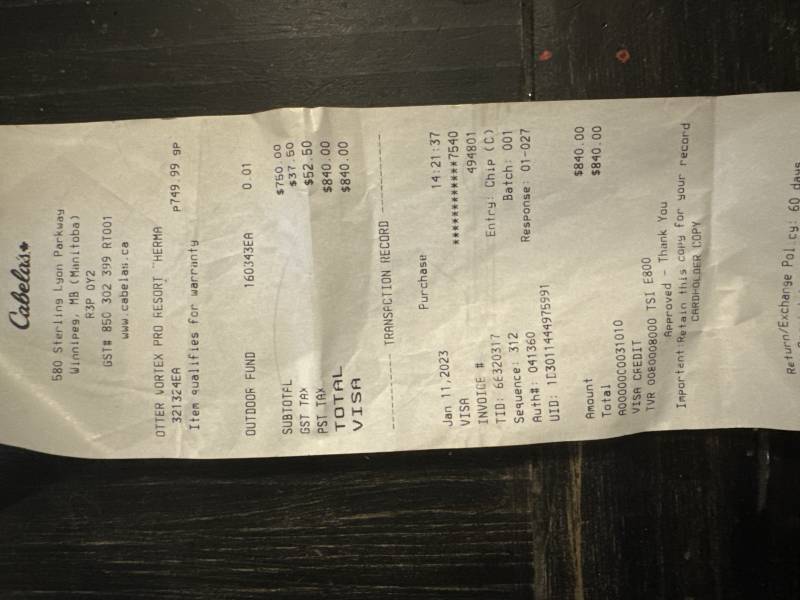 Cabela's
580 Sterling Lyon Parkway
Winnipeg, MB (Manitoba)
R3P 0Y2
GST# 850 302 399 RT001
www.cabelas.ca
OTTER VORTEX PRO RESORT THERMA
321324EA P749.99 GP
Item qualifies for warranty
OUTDOOR FUND 160343EA 0.01
SUBTOTAL $750.00
GST TAX $37.50
PST TAX $52.50
TOTAL $840.00
VISA $840.00
---------- TRANSACTION RECORD ----------
Purchase
Jan 11,2023 14:21:37
VISA ************7540
INVOICE # 494801
TID: 6E320317 Entry: Chip (C)
Sequence: 312 Batch: 001
Auth#: 041360 Response: 01-027
UID: 1D3011444975991
Amount $840.00
Total $840.00
A0000000031010
VISA CREDIT
TVR 0080008000 TSI E800
Approved - Thank You
Important:Retain this copy for your record
CARDHOLDER COPY
Return/Exchange Policy: 60 days